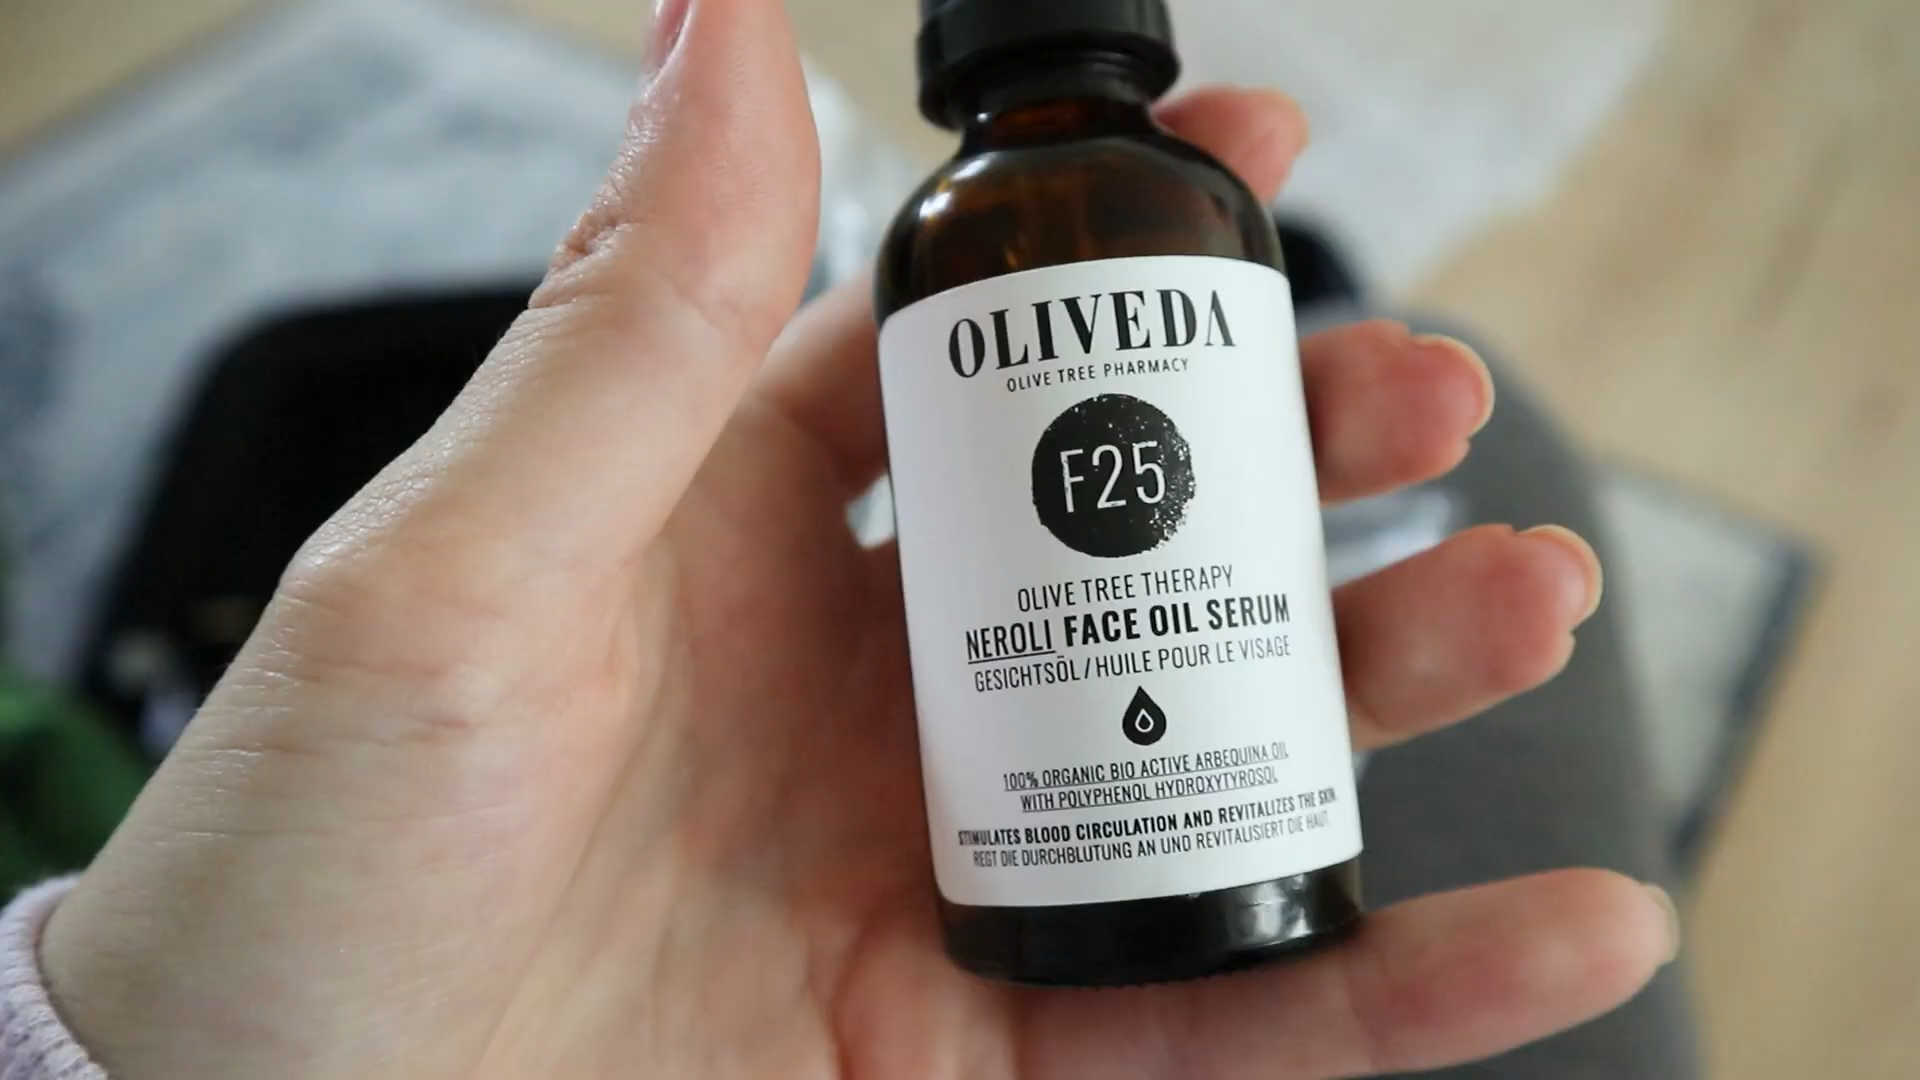 OLIVEDA
OLIVE TREE PHARMACY
F25
OLIVE TREE THERAPY
NEROLI FACE OIL SERUM
GESICHTSÖL / HUILE POUR LE VISAGE
100% ORGANIC BIO ACTIVE ARBEQUINA OIL
WITH POLYPHENOL HYDROXYTYROSOL
STIMULATES BLOOD CIRCULATION AND REVITALIZES THE SKIN.
REGT DIE DURCHBLUTUNG AN UND REVITALISIERT DIE HAUT.